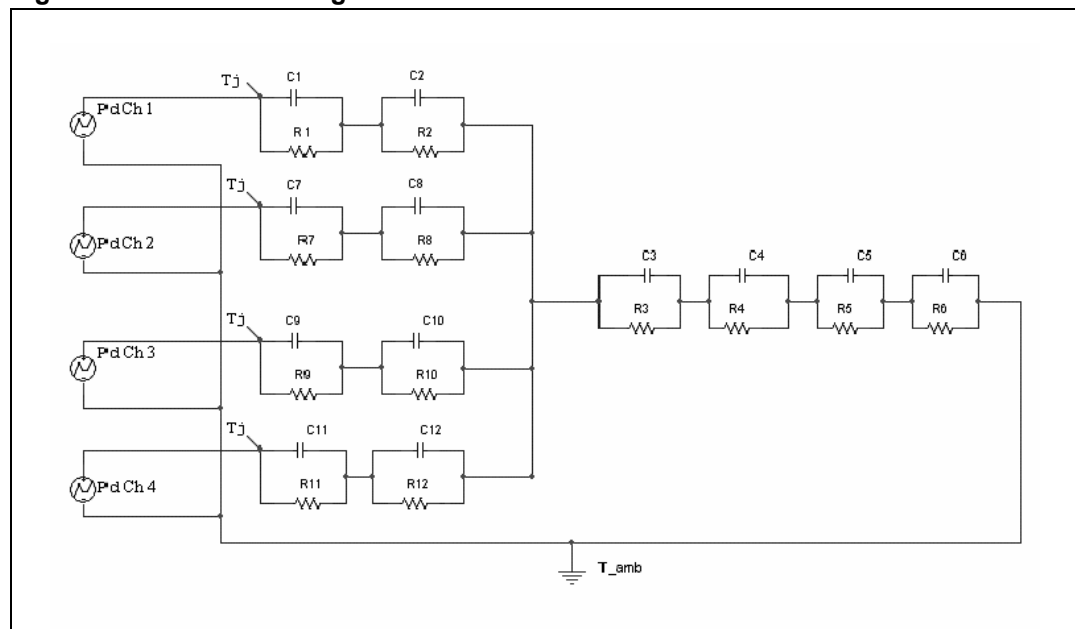 Tj
C1
C2
PdCh1
R1
R2
Tj
C7
C8
PdCh2
R7
R8
C3
C4
C5
C6
R3
R4
R5
R6
Tj
C9
C10
PdCh3
R9
R10
Tj
C11
C12
PdCh4
R11
R12
T_amb